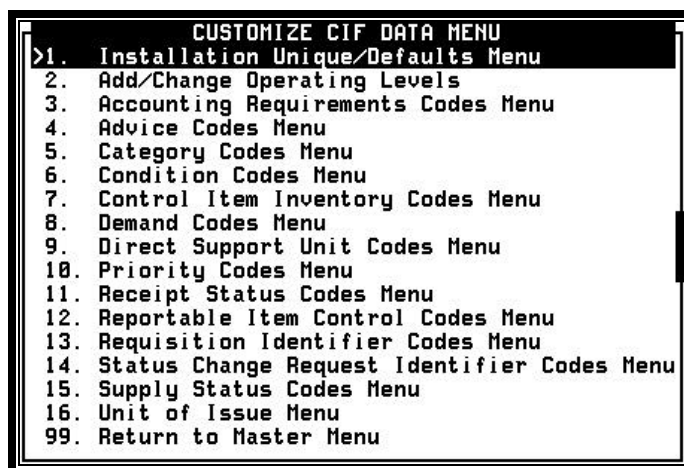 CUSTOMIZE CIF DATA MENU
>1. Installation Unique/Defaults Menu
2. Add/Change Operating Levels
3. Accounting Requirements Codes Menu
4. Advice Codes Menu
5. Category Codes Menu
6. Condition Codes Menu
7. Control Item Inventory Codes Menu
8. Demand Codes Menu
9. Direct Support Unit Codes Menu
10. Priority Codes Menu
11. Receipt Status Codes Menu
12. Reportable Item Control Codes Menu
13. Requisition Identifier Codes Menu
14. Status Change Request Identifier Codes Menu
15. Supply Status Codes Menu
16. Unit of Issue Menu
99. Return to Master Menu